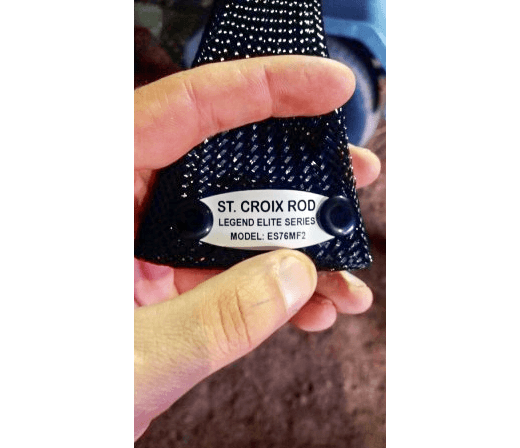 ST. CROIX ROD
LEGEND ELITE SERIES
MODEL: ES76MF2